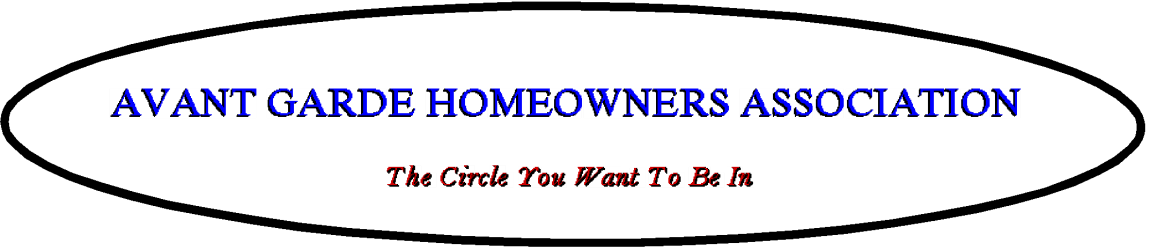 AVANT GARDE HOMEOWNERS ASSOCIATION
The Circle You Want To Be In